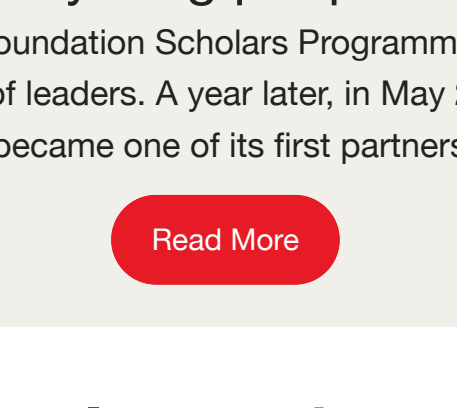 oundation Scholars Programm
of leaders. A year later, in May
became one of its first partners
Read More